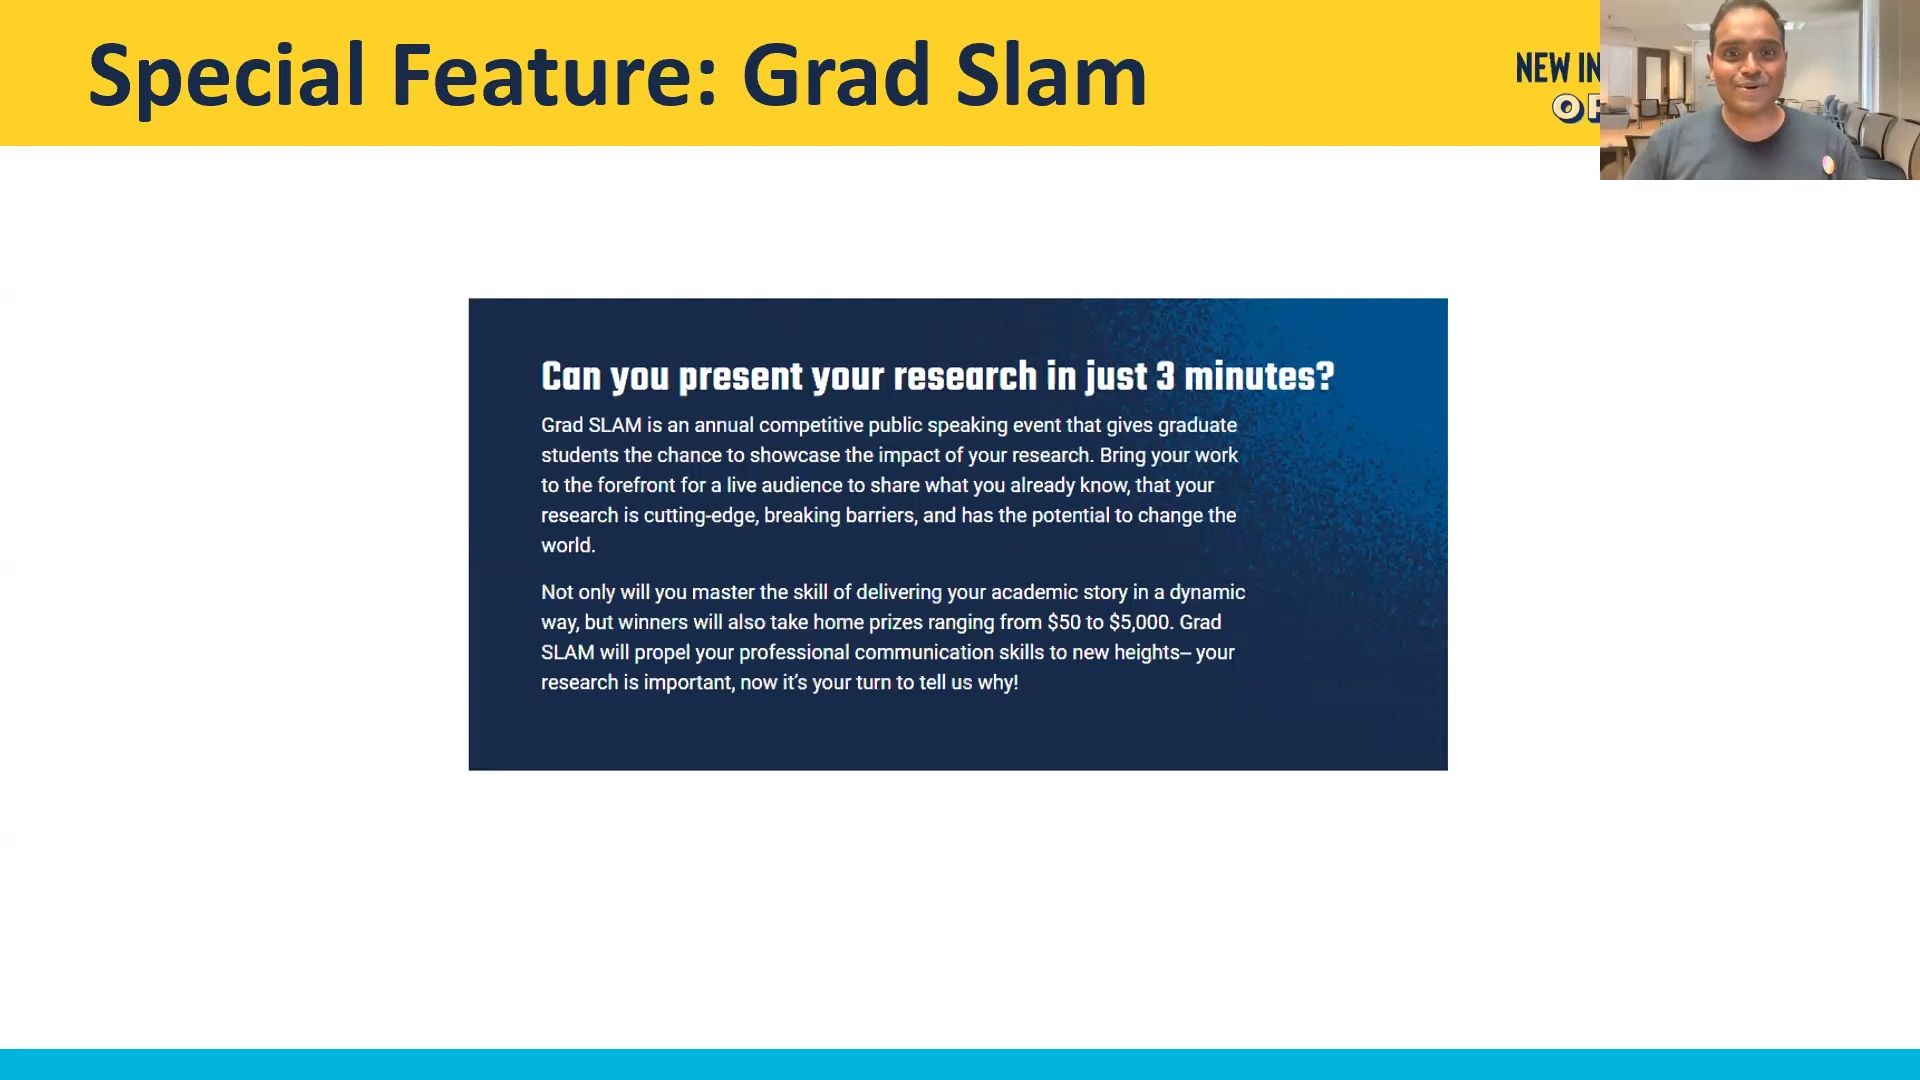 Special Feature: Grad Slam
NEW IN
Can you present your research in just 3 minutes?
Grad SLAM is an annual competitive public speaking event that gives graduate
students the chance to showcase the impact of your research. Bring your work
to the forefront for a live audience to share what you already know, that your
research is cutting-edge, breaking barriers, and has the potential to change the
world.
Not only will you master the skill of delivering your academic story in a dynamic
way, but winners will also take home prizes ranging from $50 to $5,000. Grad
SLAM will propel your professional communication skills to new heights– your
research is important, now it’s your turn to tell us why!